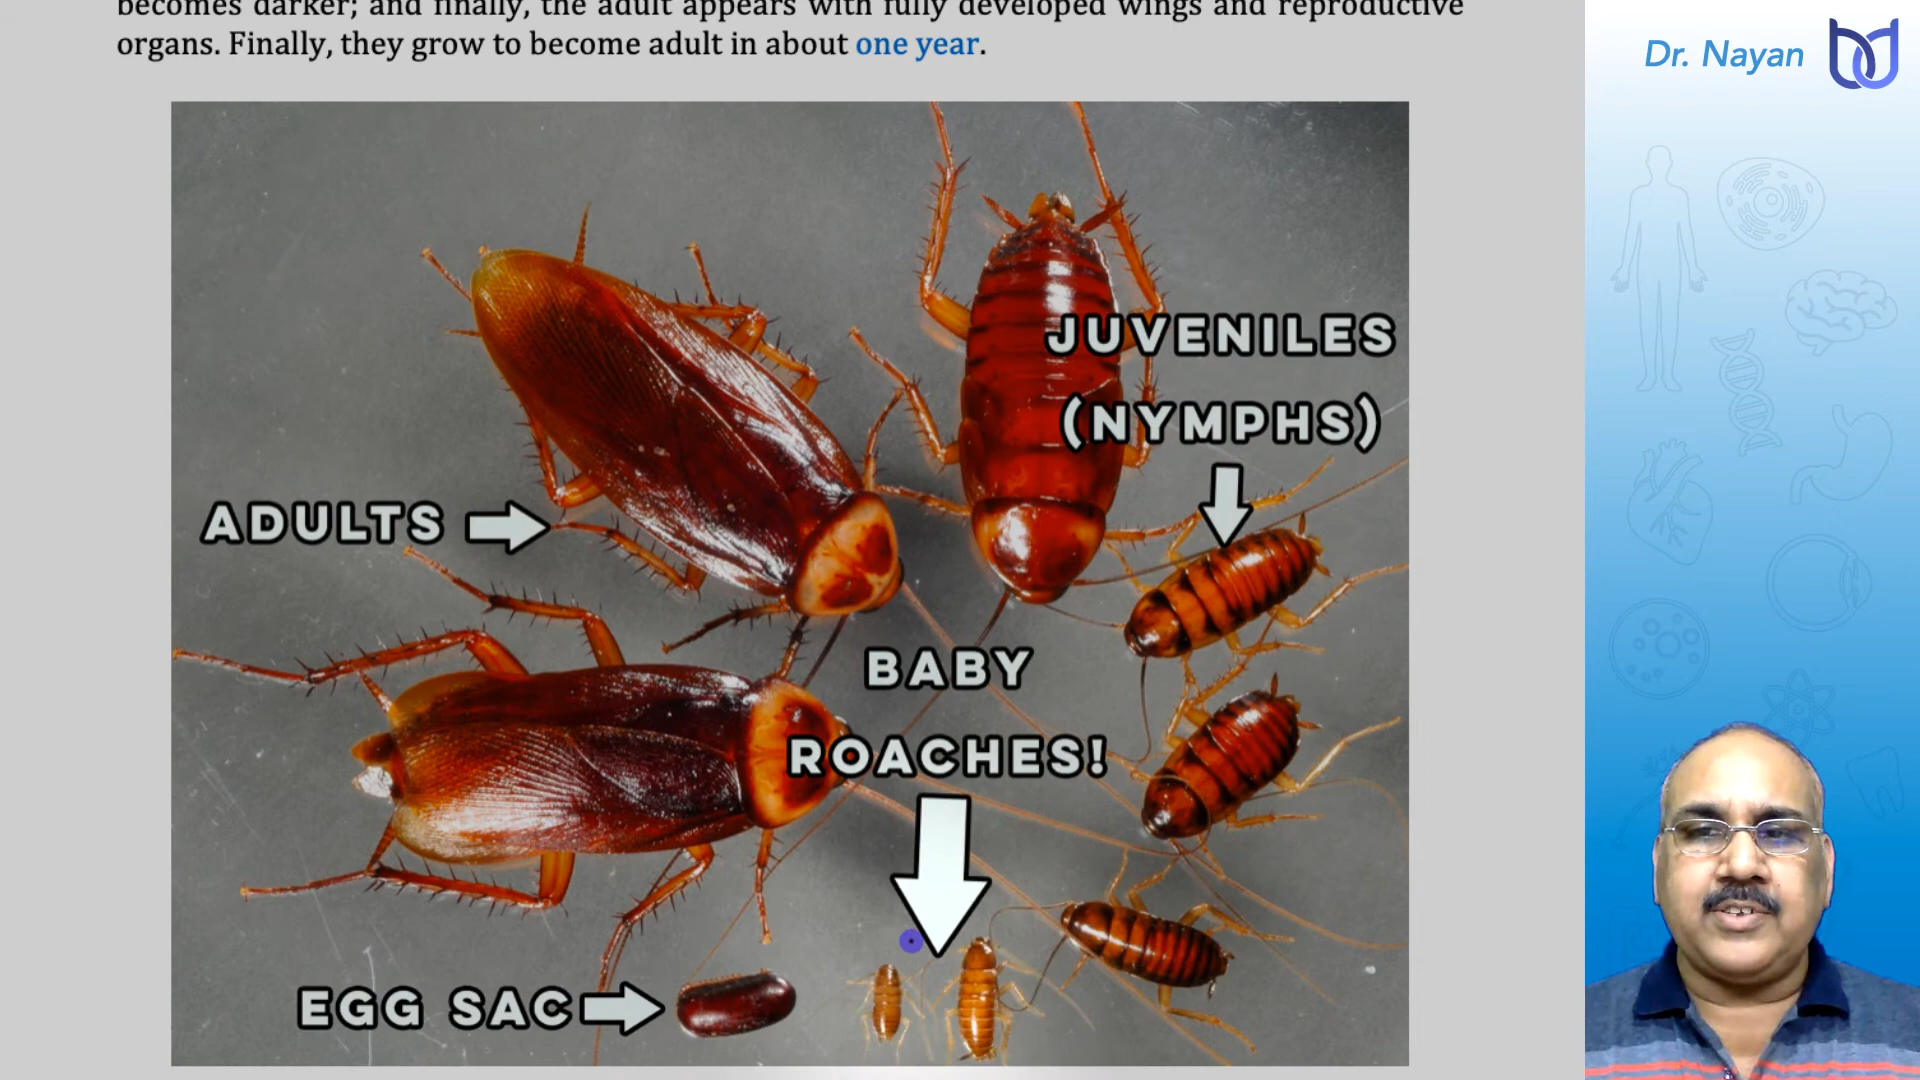 becomes darker; and finally, the adult appears with fully developed wings and reproductive
organs. Finally, they grow to become adult in about one year.
Dr. Nayan
JUVENILES
(NYMPHS)
ADULTS
BABY
ROACHES!
EGG SAC